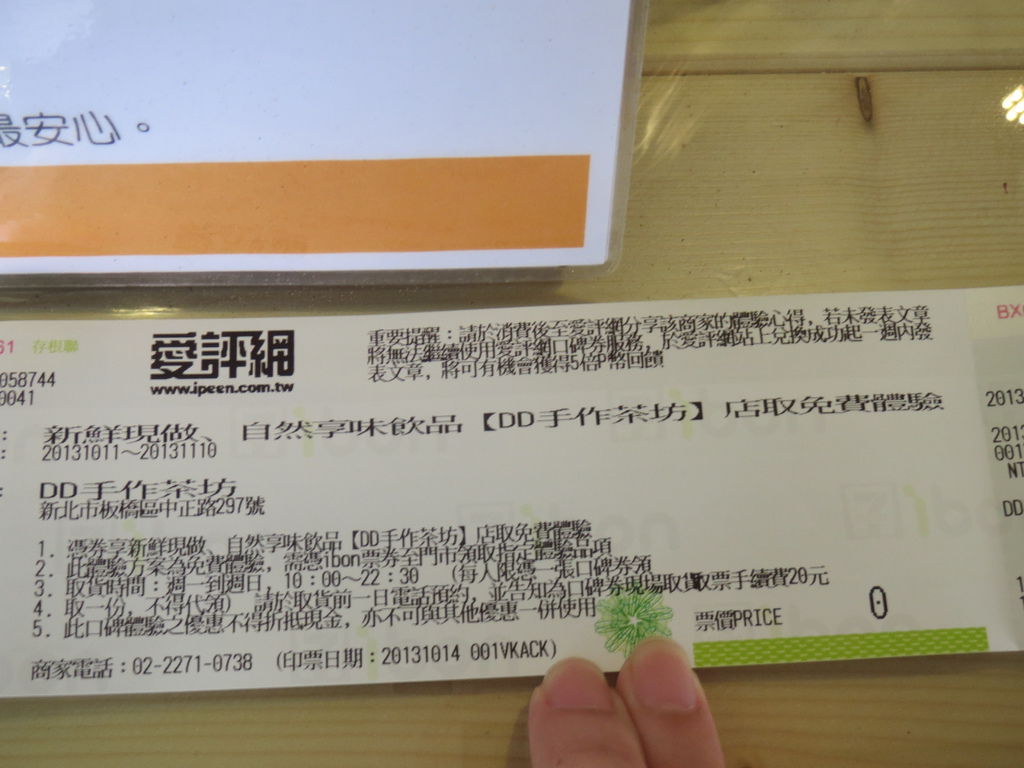 最安心。
61 存根聯
愛評網
www.ipeen.com.tw
重要提醒：請於消費後至愛評網分享該商家的體驗心得，若未發表文章
將無法繼續使用愛評網口碑券服務，於愛評網站上兌換成功起一週內發
表文章，將可有機會獲得5倍P幣回饋
BX
058744
0041
：新鮮現做、自然享味飲品【DD手作茶坊】店取免費體驗
：20131011～20131110
：DD手作茶坊
新北市板橋區中正路297號
1. 憑券享新鮮現做、自然享味飲品【DD手作茶坊】店取免費體驗
2. 此體驗方案為免費體驗，需憑ibon票券至門市領取指定體驗品項
3. 取貨時間：週一到週日，10：00～22：30 （每人限憑一張口碑券領
4. 取一份，不得代領） 請於取貨前一日電話預約，並告知為口碑券現場取貨
5. 此口碑體驗之優惠不得折抵現金，亦不可與其他優惠一併使用
取票手續費20元
票價PRICE 0
商家電話：02-2271-0738 （印票日期：20131014 001VKACK）
2013
2013
001
NT
DD